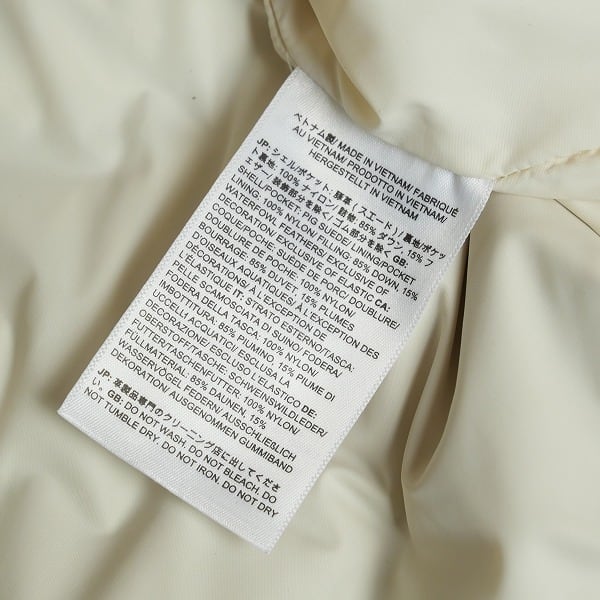 ベトナム製/ MADE IN VIETNAM/ FABRIQUÉ
AU VIETNAM/ PRODOTTO IN VIETNAM/
HERGESTELLT IN VIETNAM
JP: シェル/ポケット: 豚革 (スエード) /裏地/ポケッ
ト裏地: 100% ナイロン/ 詰物: 85% ダウン, 15% フ
ェザー/装飾部分を除く/ゴム部分を除く GB:
SHELL/POCKET: PIG SUEDE/ LINING/POCKET
LINING: 100% NYLON/ FILLING: 85% DOWN, 15%
WATERFOWL FEATHERS/ EXCLUSIVE OF
DECORATIONS/ EXCLUSIVE OF ELASTIC CA:
COQUE/POCHE: SUÈDE DE PORC/ DOUBLURE/
DOUBLURE DE POCHE: 100% NYLON/
BOURRAGE: 85% DUVET, 15% PLUMES
D'OISEAUX AQUATIQUES/ À L'EXCEPTION DES
DÉCORATIONS/ À L'EXCEPTION DE
L'ÉLASTIQUE IT: STRATO ESTERNO/TASCA:
PELLE SCAMOSCIATA DI SUINO/ FODERA/
FODERA DELLA TASCA: 100% NYLON/
IMBOTTITURA: 85% PIUMINO, 15% PIUME DI
UCCELLI ACQUATICI/ ESCLUSA LA
DECORAZIONE/ ESCLUSO L'ELASTICO DE:
OBERSTOFF/TASCHE: SCHWEINSWILDLEDER/
FUTTER/TASCHENFUTTER: 100% NYLON/
FÜLLMATERIAL: 85% DAUNEN, 15%
WASSERVÖGEL FEDERN/ AUSSCHLIEßLICH
DEKORATION/ AUSGENOMMEN GUMMIBAND
JP: 革製品専門のクリーニング店に出してくださ
い。 GB: DO NOT WASH. DO NOT BLEACH. DO
NOT TUMBLE DRY. DO NOT IRON. DO NOT DRY